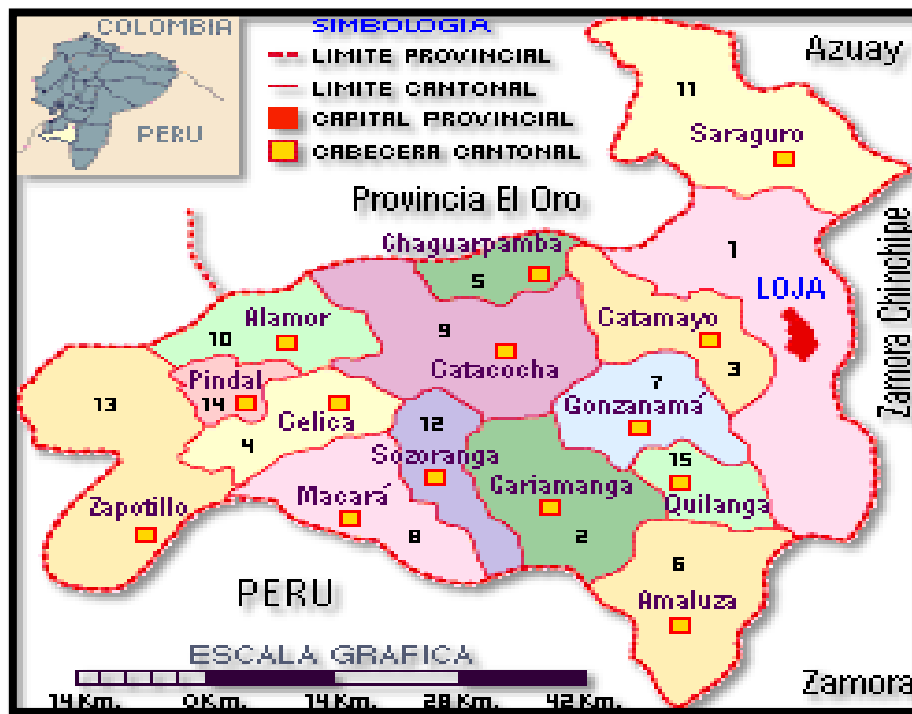 COLOMBIA
PERU
SIMBOLOGIA
LIMITE PROVINCIAL
LIMITE CANTONAL
CAPITAL PROVINCIAL
CABECERA CANTONAL
Azuay
11
Saraguro
Provincia El Oro
Zamora Chinchipe
1
LOJA
Chaguarpamba
5
Catamayo
3
10
Alamor
9
Catacocha
7
Gonzanamá
13
Pindal
14
Celica
4
12
Sozoranga
15
Quilanga
Cariamanga
2
Zapotillo
Macará
8
6
Amaluza
PERU
Zamora
ESCALA GRAFICA
14 Km. 0Km. 14 Km. 28 Km. 42 Km.